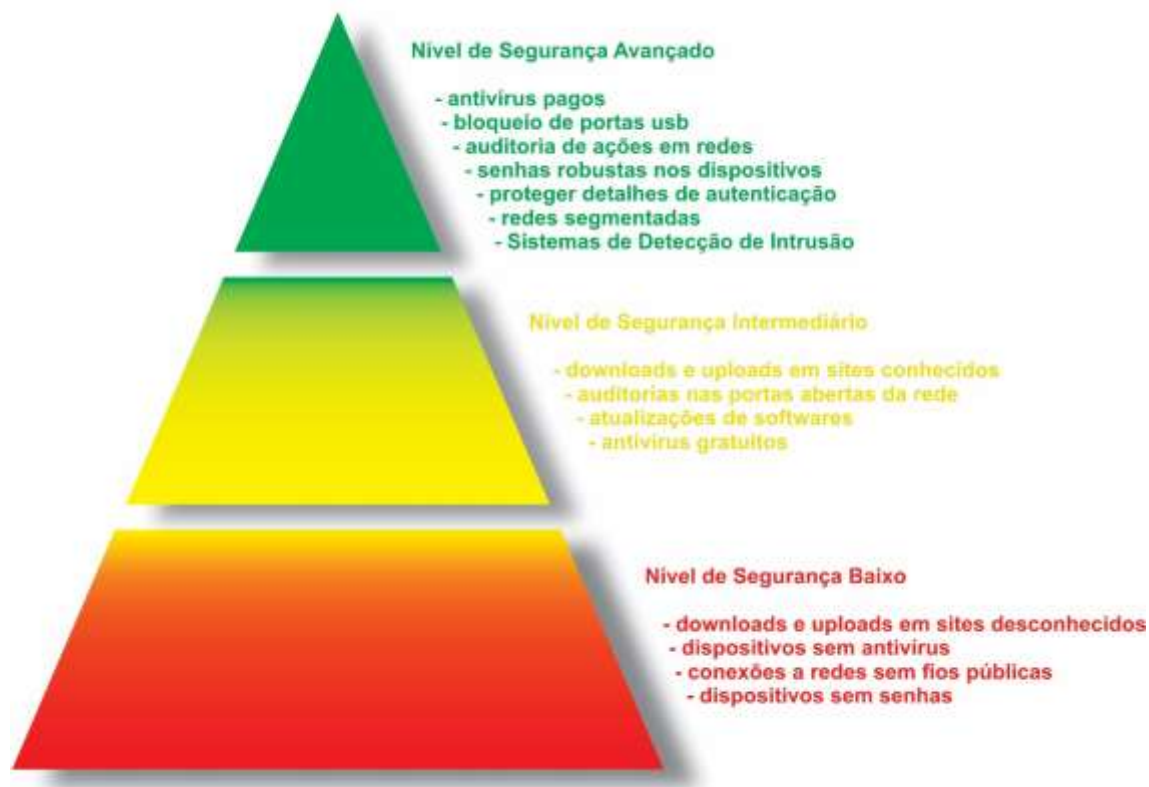 Nível de Segurança Avançado
- antivírus pagos
- bloqueio de portas usb
- auditoria de ações em redes
- senhas robustas nos dispositivos
- proteger detalhes de autenticação
- redes segmentadas
- Sistemas de Detecção de Intrusão
Nível de Segurança Intermediário
- downloads e uploads em sites conhecidos
- auditorias nas portas abertas da rede
- atualizações de softwares
- antivírus gratuitos
Nível de Segurança Baixo
- downloads e uploads em sites desconhecidos
- dispositivos sem antivírus
- conexões a redes sem fios públicas
- dispositivos sem senhas